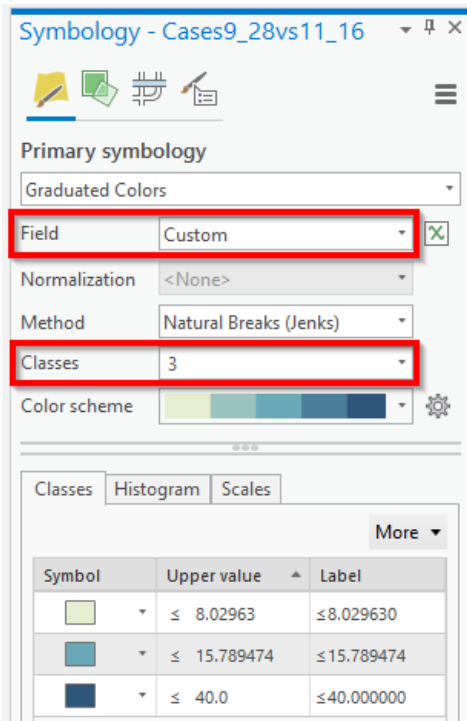 Symbology - Cases9_28vs11_16
Primary symbology
Graduated Colors
Field Custom
Normalization <None>
Method Natural Breaks (Jenks)
Classes 3
Color scheme
Classes Histogram Scales
More
Symbol Upper value Label
≤ 8.02963 ≤8.029630
≤ 15.789474 ≤15.789474
≤ 40.0 ≤40.000000